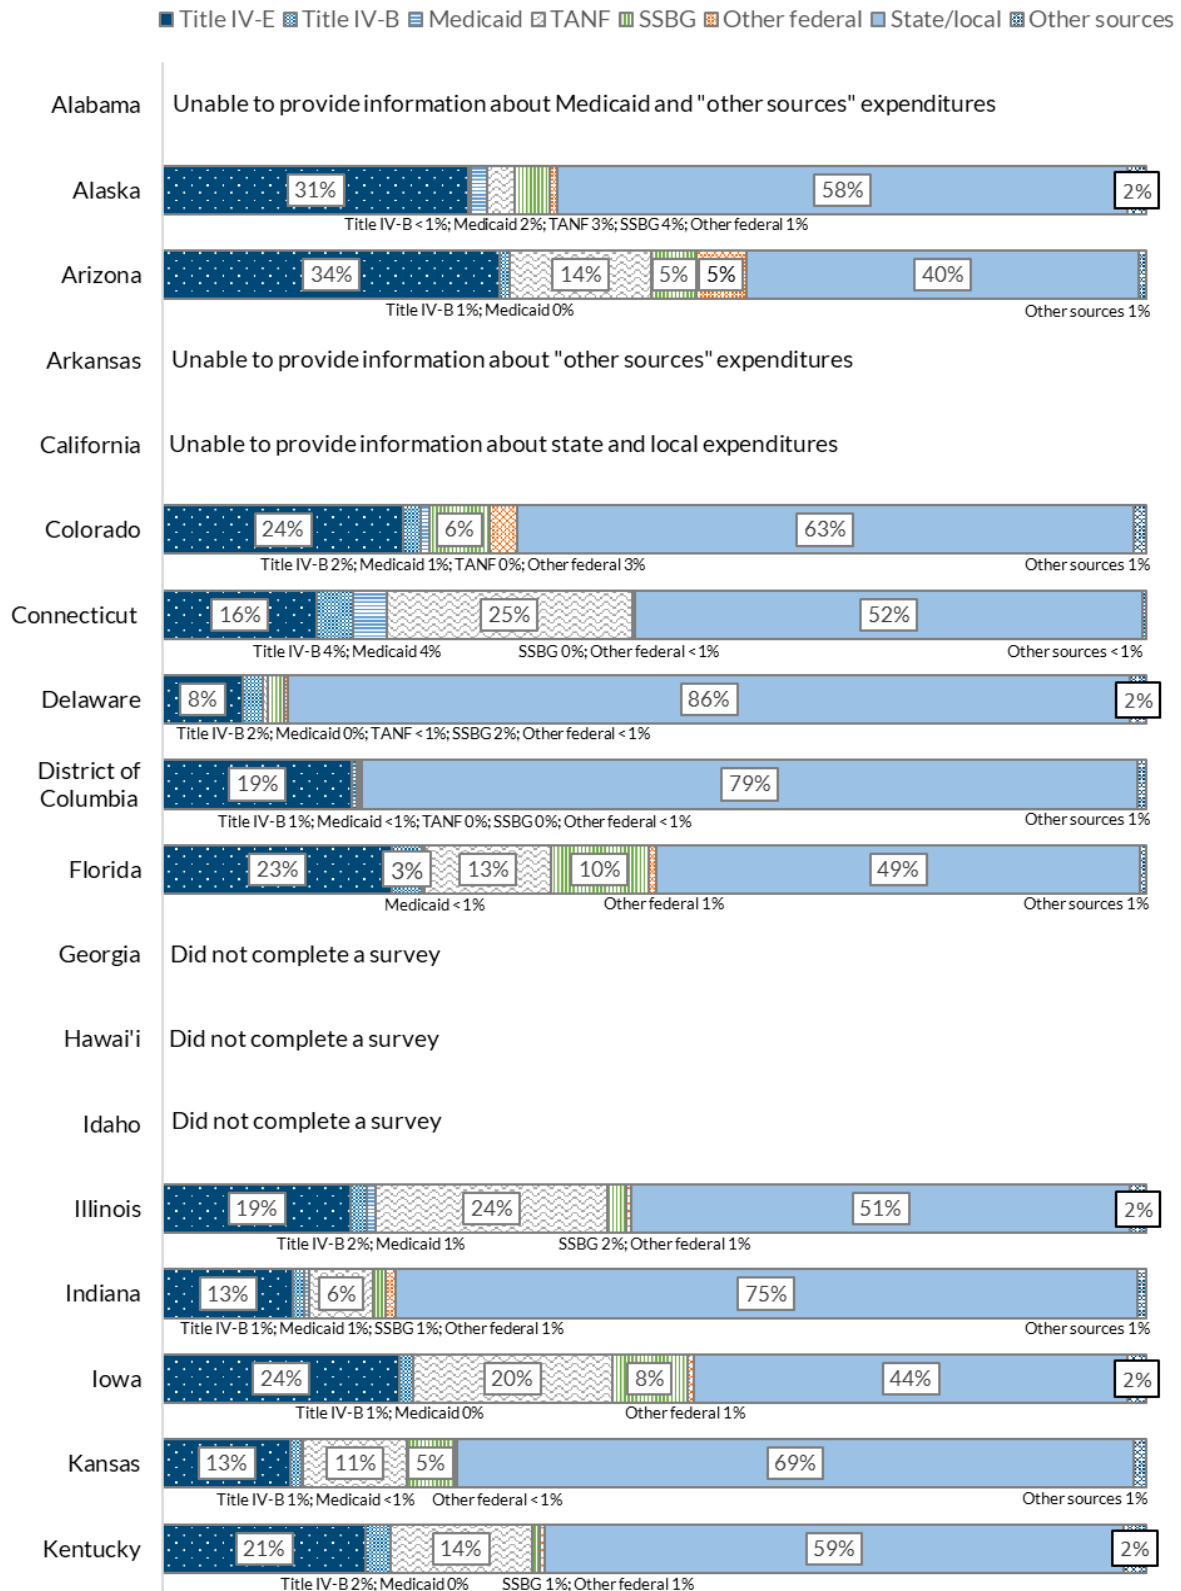 Title IV-E Title IV-B Medicaid TANF SSBG Other federal State/local Other sources
Alabama Unable to provide information about Medicaid and "other sources" expenditures
Alaska 31% 58% 2%
Title IV-B <1%; Medicaid 2%; TANF 3%; SSBG 4%; Other federal 1%
Arizona 34% 14% 5% 5% 40%
Title IV-B 1%; Medicaid 0% Other sources 1%
Arkansas Unable to provide information about "other sources" expenditures
California Unable to provide information about state and local expenditures
Colorado 24% 6% 63%
Title IV-B 2%; Medicaid 1%; TANF 0%; Other federal 3% Other sources 1%
Connecticut 16% 25% 52%
Title IV-B 4%; Medicaid 4% SSBG 0%; Other federal <1% Other sources <1%
Delaware 8% 86% 2%
Title IV-B 2%; Medicaid 0%; TANF <1%; SSBG 2%; Other federal <1%
District of
Columbia 19% 79%
Title IV-B 1%; Medicaid <1%; TANF 0%; SSBG 0%; Other federal <1% Other sources 1%
Florida 23% 3% 13% 10% 49%
Medicaid <1% Other federal 1% Other sources 1%
Georgia Did not complete a survey
Hawai'i Did not complete a survey
Idaho Did not complete a survey
Illinois 19% 24% 51% 2%
Title IV-B 2%; Medicaid 1% SSBG 2%; Other federal 1%
Indiana 13% 6% 75%
Title IV-B 1%; Medicaid 1%; SSBG 1%; Other federal 1% Other sources 1%
Iowa 24% 20% 8% 44% 2%
Title IV-B 1%; Medicaid 0% Other federal 1%
Kansas 13% 11% 5% 69%
Title IV-B 1%; Medicaid <1% Other federal <1% Other sources 1%
Kentucky 21% 14% 59% 2%
Title IV-B 2%; Medicaid 0% SSBG 1%; Other federal 1%